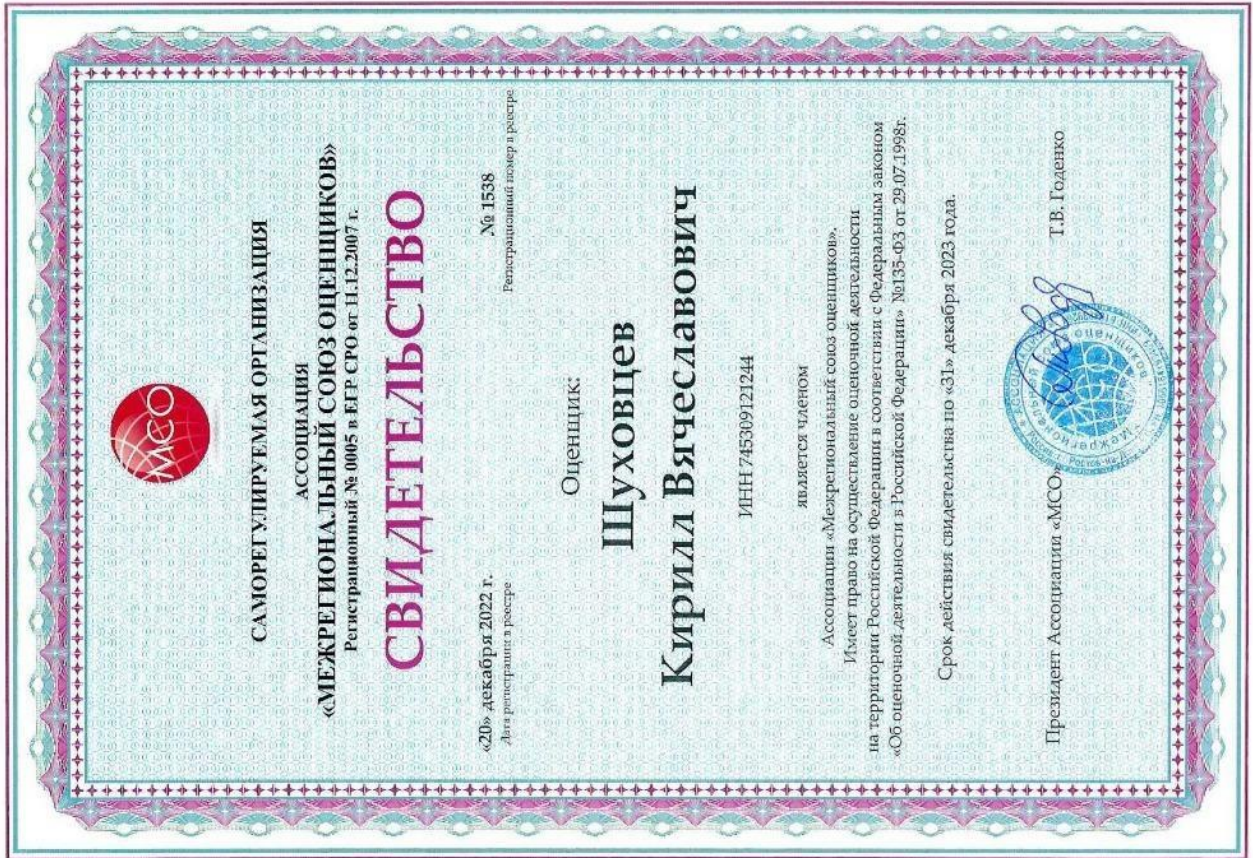 МСО
САМОРЕГУЛИРУЕМАЯ ОРГАНИЗАЦИЯ
АССОЦИАЦИЯ
«МЕЖРЕГИОНАЛЬНЫЙ СОЮЗ ОЦЕНЩИКОВ»
Регистрационный № 0005 в ЕГР СРО от 11.12.2007 г.
СВИДЕТЕЛЬСТВО
«20» декабря 2022 г. № 1538
Дата регистрации в реестре Регистрационный номер в реестре
Оценщик:
Шуховцев
Кирилл Вячеславович
ИНН 745309121244
является членом
Ассоциации «Межрегиональный союз оценщиков».
Имеет право на осуществление оценочной деятельности
на территории Российской Федерации в соответствии с Федеральным законом
«Об оценочной деятельности в Российской Федерации» №135-ФЗ от 29.07.1998г.
Срок действия свидетельства по «31» декабря 2023 года.
Президент Ассоциации «МСО» Т.В. Годенко